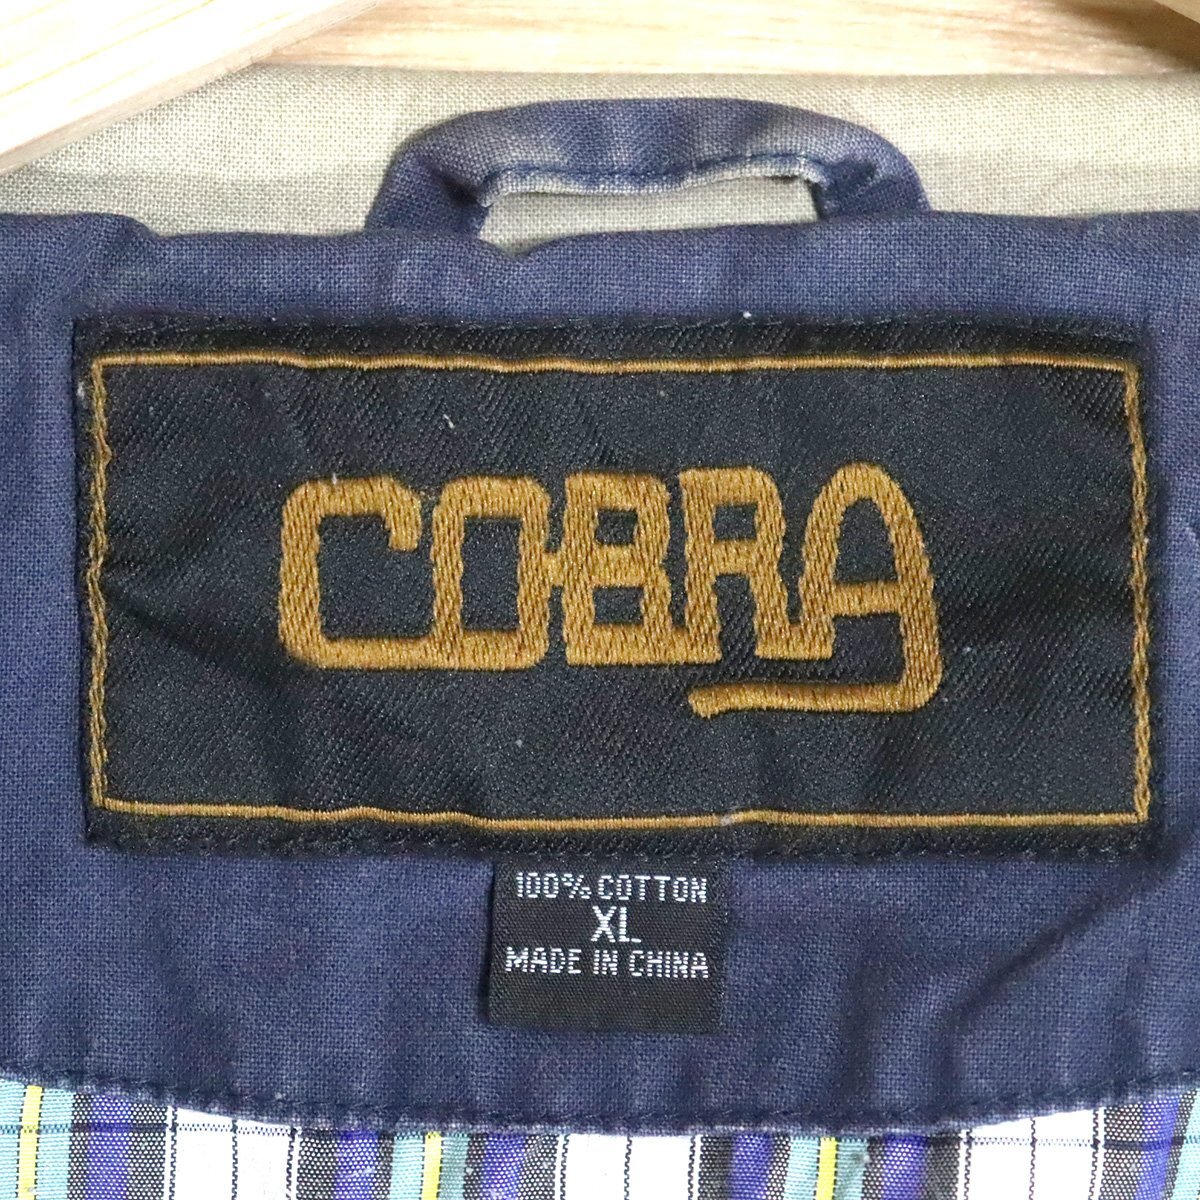 COBRA
100% COTTON
XL
MADE IN CHINA